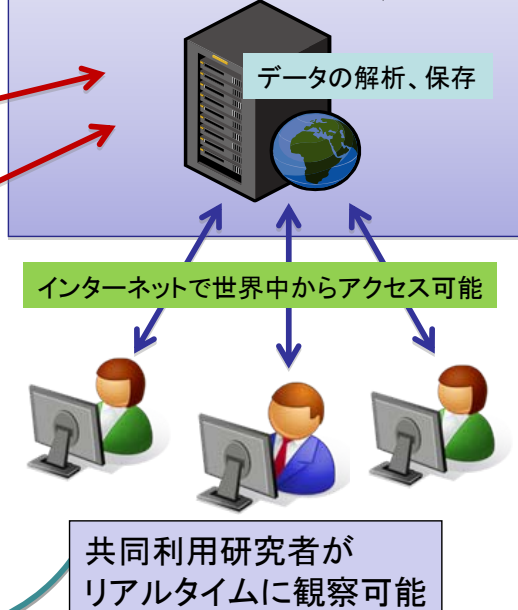 データの解析、保存
インターネットで世界中からアクセス可能
共同利用研究者が
リアルタイムに観察可能